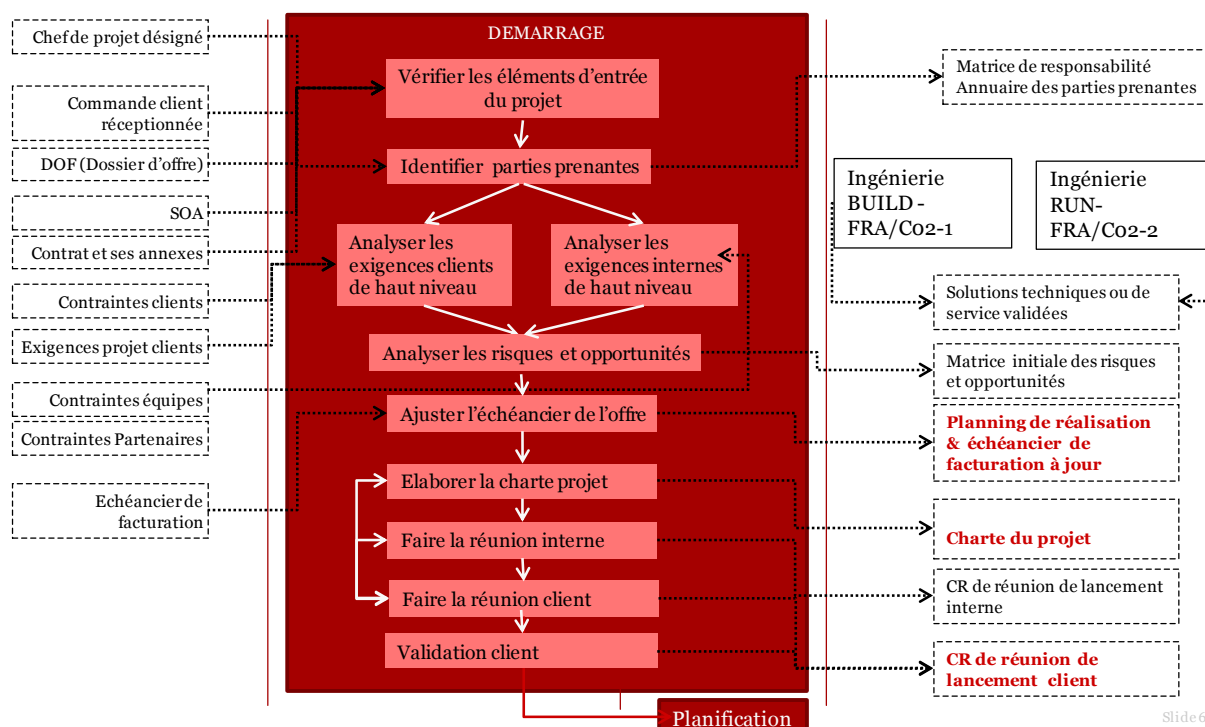 Chef de projet désigné
Commande client
réceptionnée
DOF (Dossier d'offre)
SOA
Contrat et ses annexes
Contraintes clients
Exigences projet clients
Contraintes équipes
Contraintes Partenaires
Echéancier de
facturation
DEMARRAGE
Vérifier les éléments d'entrée
du projet
Identifier parties prenantes
Analyser les
exigences clients
de haut niveau
Analyser les
exigences internes
de haut niveau
Analyser les risques et opportunités
Ajuster l'échéancier de l'offre
Elaborer la charte projet
Faire la réunion interne
Faire la réunion client
Validation client
Planification
Matrice de responsabilité
Annuaire des parties prenantes
Ingénierie
BUILD -
FRA/C02-1
Ingénierie
RUN-
FRA/C02-2
Solutions techniques ou de
service validées
Matrice initiale des risques
et opportunités
Planning de réalisation
& échéancier de
facturation à jour
Charte du projet
CR de réunion de lancement
interne
CR de réunion de
lancement client
Slide 6